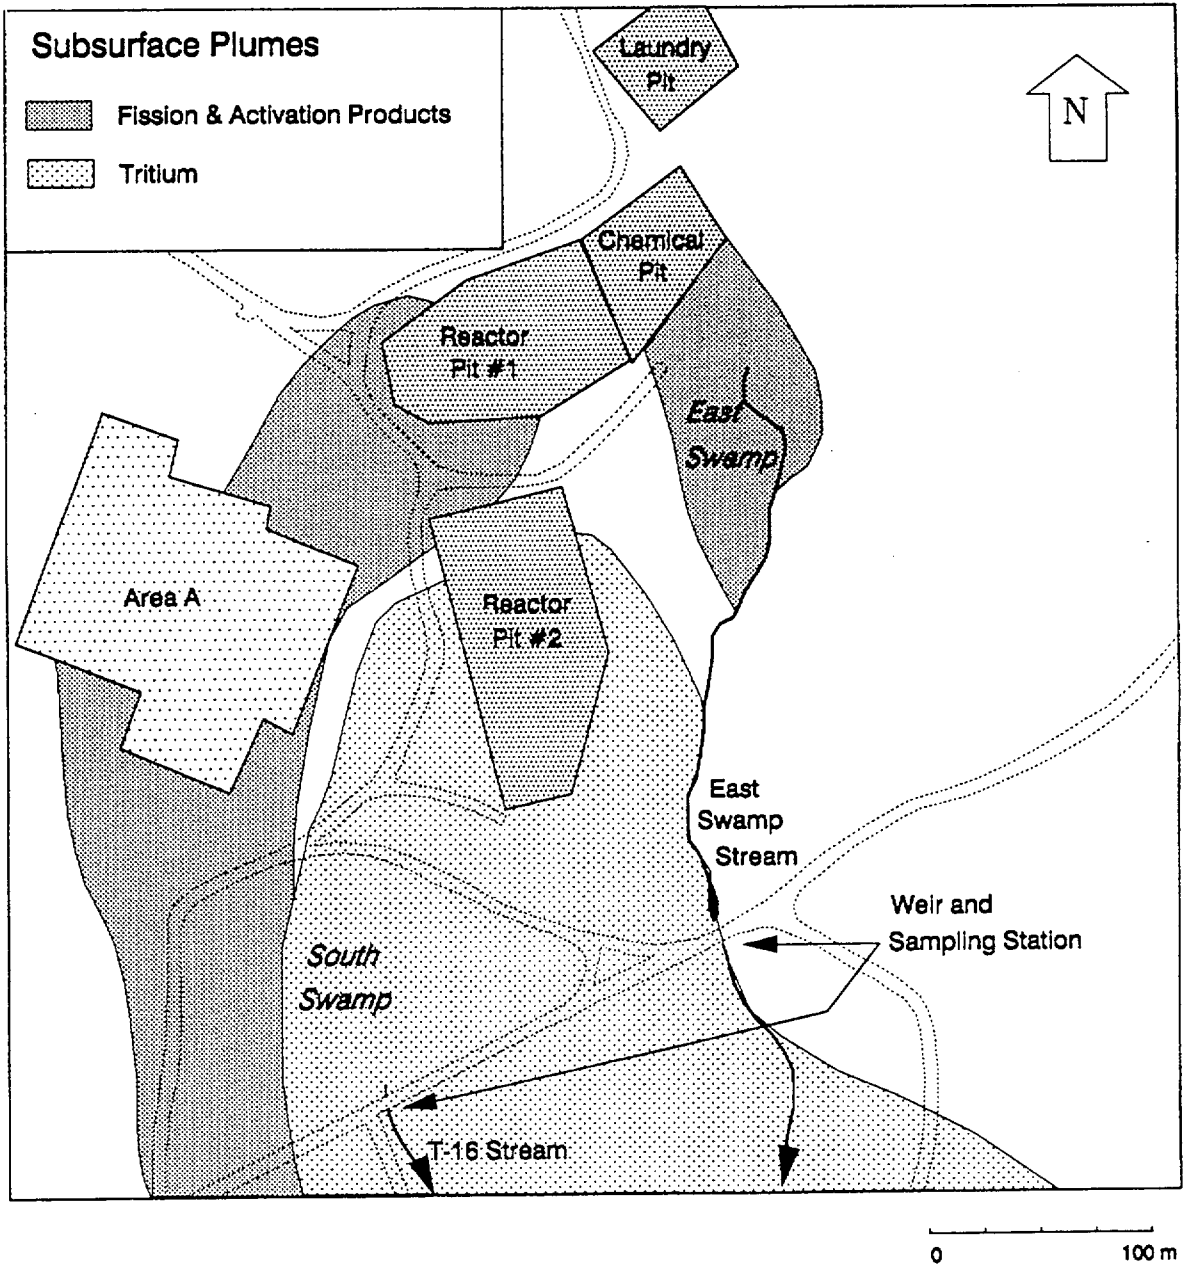 Subsurface Plumes
Fission & Activation Products
Tritium
Laundry
Pit
N
Chemical
Pit
Reactor
Pit #1
East
Swamp
Area A
Reactor
Pit #2
East
Swamp
Stream
Weir and
Sampling Station
South
Swamp
T-16 Stream
0 100 m